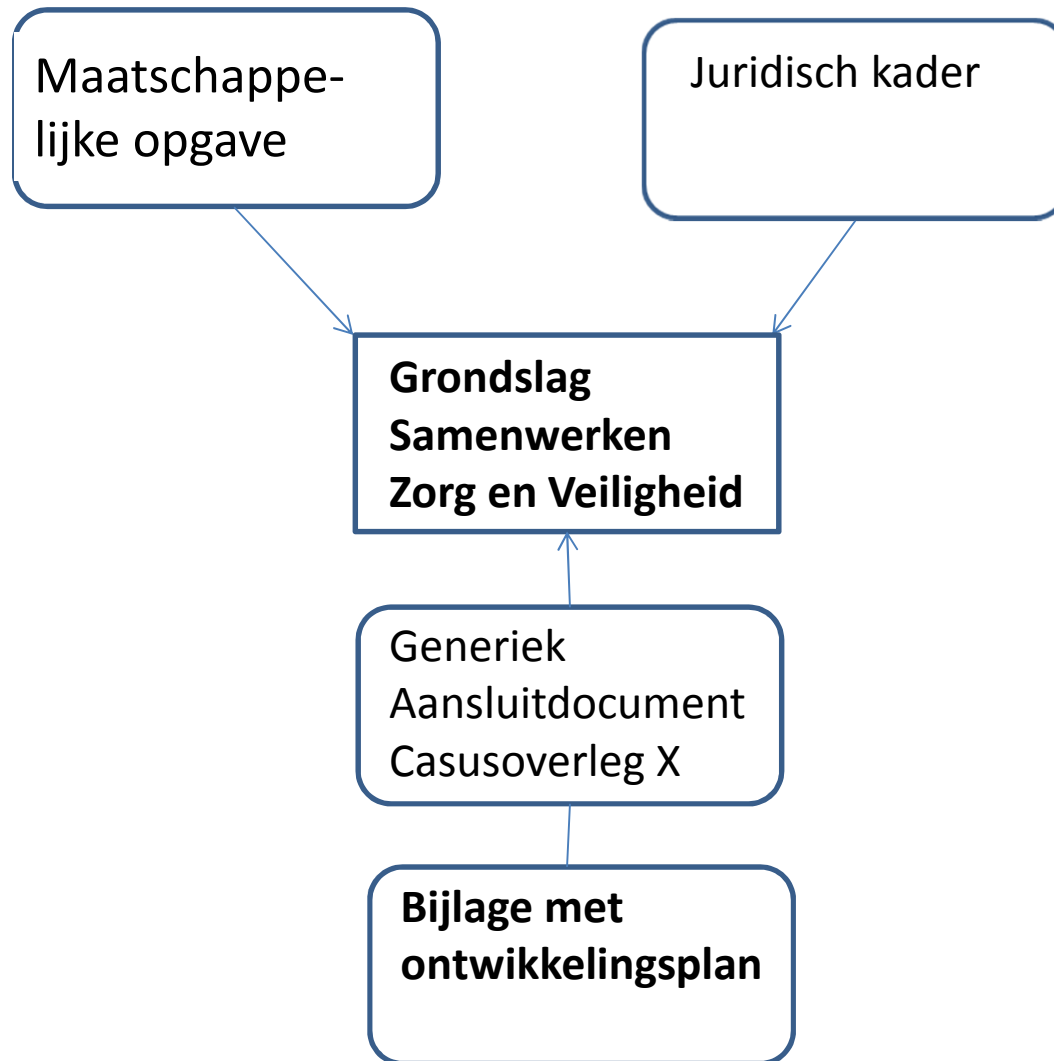 Maatschappe-
lijke opgave
Juridisch kader
Grondslag
Samenwerken
Zorg en Veiligheid
Generiek
Aansluitdocument
Casusoverleg X
Bijlage met
ontwikkelingsplan